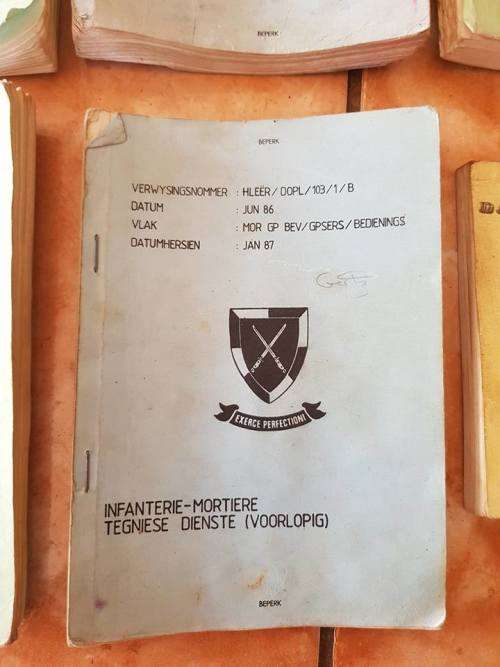 BEPERK
BEPERK
VERWYSINGSNOMMER : HLEËR/DOPL/103/1/B
DATUM : JUN 86
VLAK : MOR GP BEV/GPSERS/BEDIENINGS
DATUMHERSIEN : JAN 87
EXERCE PERFECTIONI
INFANTERIE-MORTIERE
TEGNIESE DIENSTE (VOORLOPIG)
BEPERK